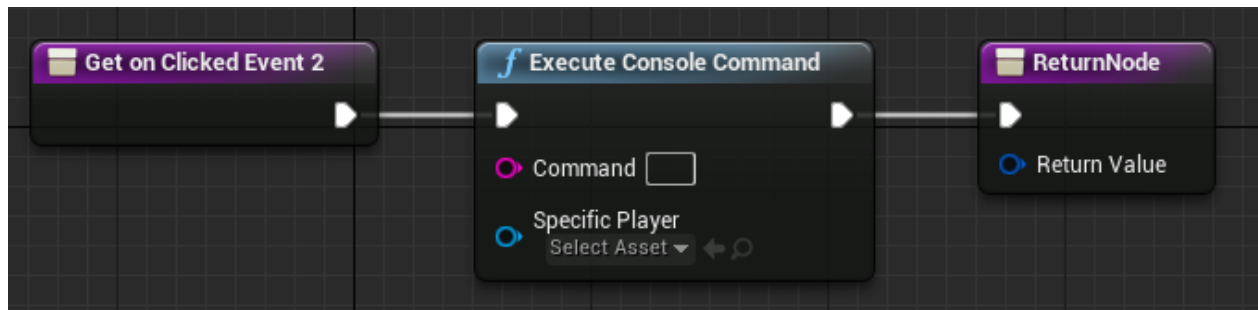 Get on Clicked Event 2
Execute Console Command
Command
Specific Player
Select Asset
ReturnNode
Return Value